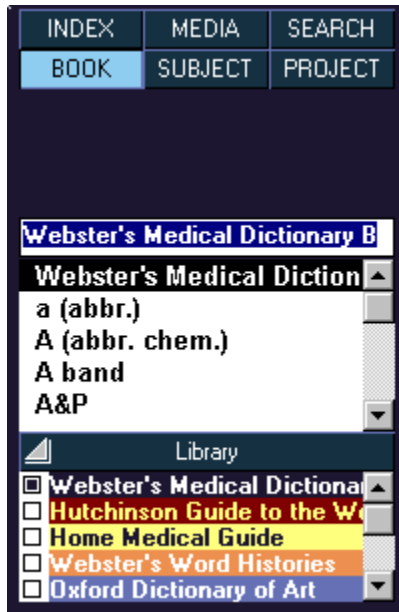 INDEX MEDIA SEARCH
BOOK SUBJECT PROJECT
Webster's Medical Dictionary B
Webster's Medical Diction
a (abbr.)
A (abbr. chem.)
A band
A&P
Library
Webster's Medical Dictiona
Hutchinson Guide to the W
Home Medical Guide
Webster's Word Histories
Oxford Dictionary of Art